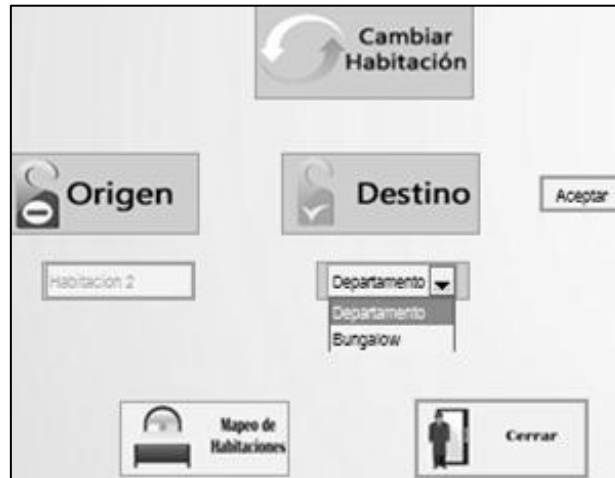 Cambiar
Habitación
Origen
Destino
Aceptar
Habitacion 2
Departamento
Departamento
Bungalow
Mapeo de
Habitaciones
Cerrar